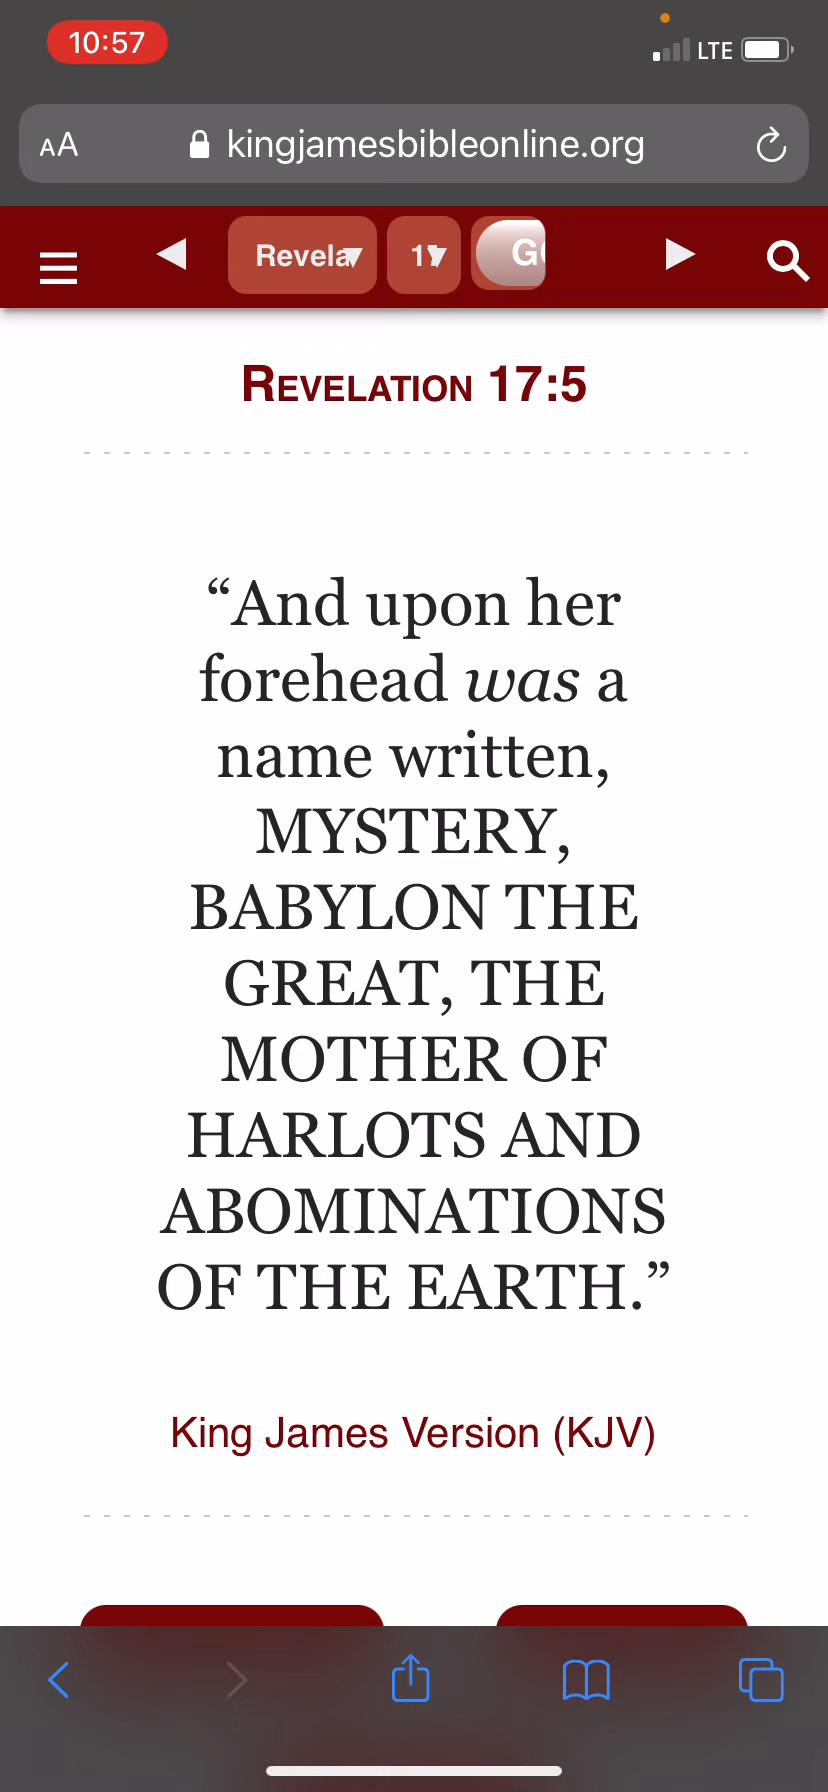 10:57
LTE
AA kingjamesbibleonline.org
Revela 17 G
REVELATION 17:5
“And upon her
forehead was a
name written,
MYSTERY,
BABYLON THE
GREAT, THE
MOTHER OF
HARLOTS AND
ABOMINATIONS
OF THE EARTH.”
King James Version (KJV)